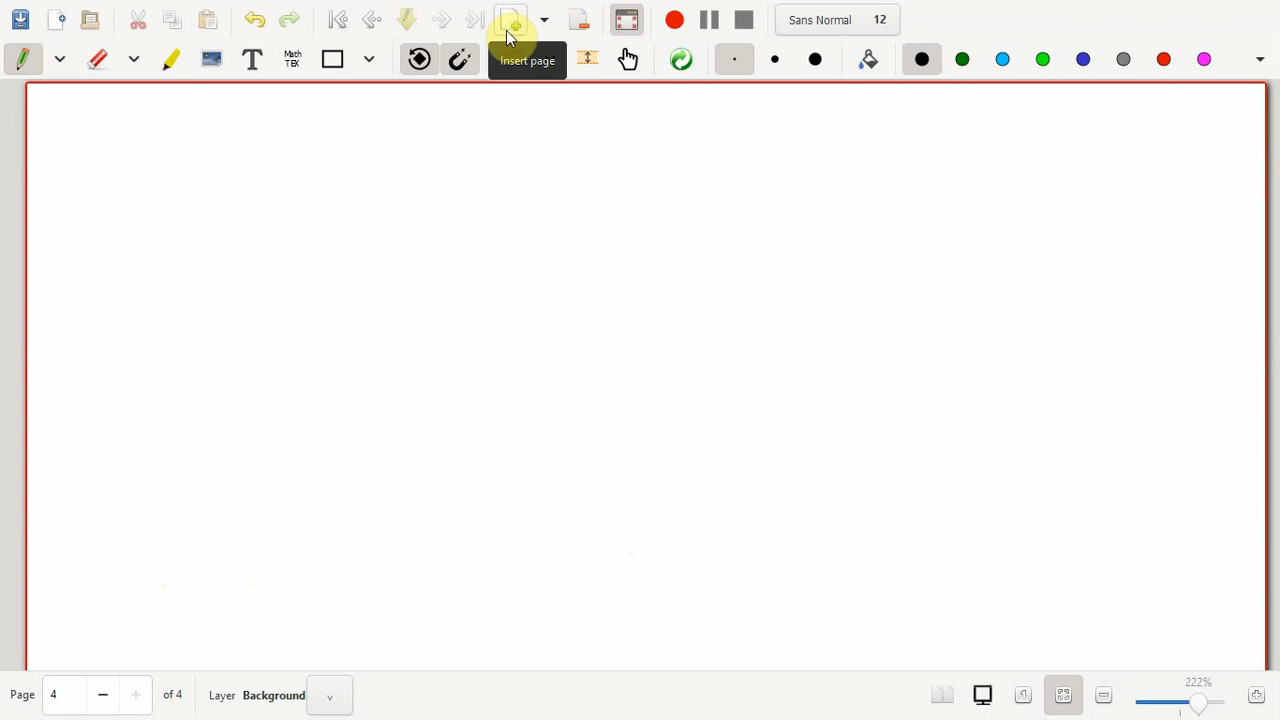 Sans Normal 12
Math
TEX
Insert page
Page 4 of 4 Layer Background 222%